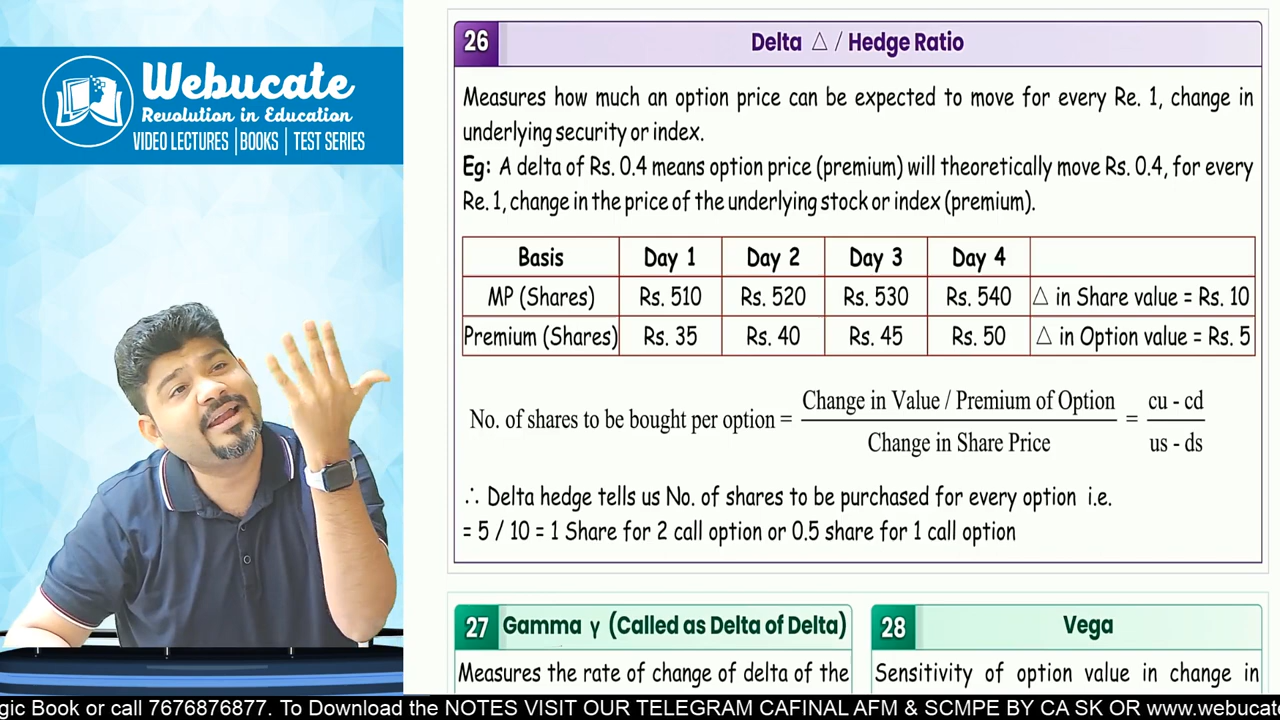 Webucate
Revolution in Education
VIDEO LECTURES | BOOKS | TEST SERIES
26
Delta △ / Hedge Ratio
Measures how much an option price can be expected to move for every Re. 1, change in
underlying security or index.
Eg: A delta of Rs. 0.4 means option price (premium) will theoretically move Rs. 0.4, for every
Re. 1, change in the price of the underlying stock or index (premium).
Basis Day 1 Day 2 Day 3 Day 4
MP (Shares) Rs. 510 Rs. 520 Rs. 530 Rs. 540 △ in Share value = Rs. 10
Premium (Shares) Rs. 35 Rs. 40 Rs. 45 Rs. 50 △ in Option value = Rs. 5
No. of shares to be bought per option = Change in Value / Premium of Option = cu - cd
Change in Share Price us - ds
∴ Delta hedge tells us No. of shares to be purchased for every option i.e.
= 5 / 10 = 1 Share for 2 call option or 0.5 share for 1 call option
27 Gamma γ (Called as Delta of Delta)
Measures the rate of change of delta of the
28 Vega
Sensitivity of option value in change in
gic Book or call 7676876877. To Download the NOTES VISIT OUR TELEGRAM CAFINAL AFM & SCMPE BY CA SK OR www.webucate